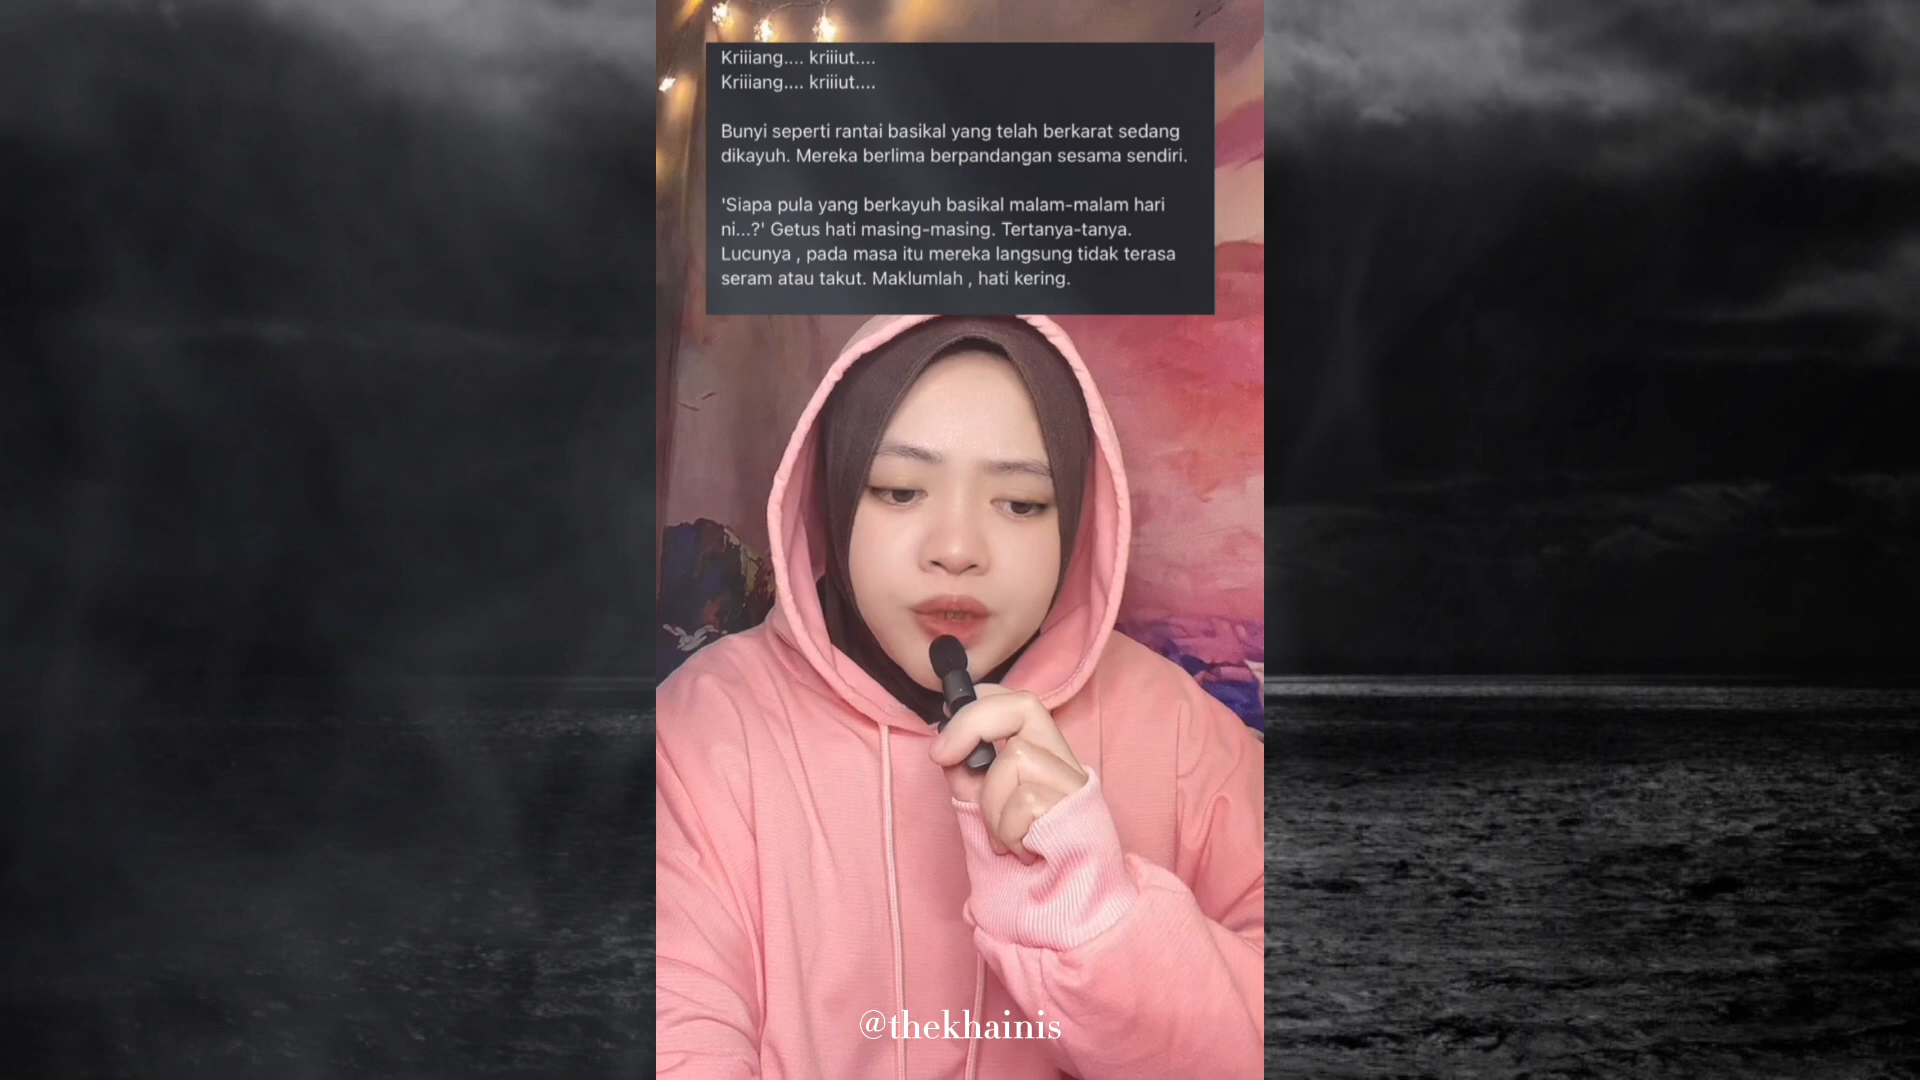 Kriiiang.... kriiiut....
Kriiiang.... kriiiut....
Bunyi seperti rantai basikal yang telah berkarat sedang
dikayuh. Mereka berlima berpandangan sesama sendiri.
'Siapa pula yang berkayuh basikal malam-malam hari
ni...?' Getus hati masing-masing. Tertanya-tanya.
Lucunya , pada masa itu mereka langsung tidak terasa
seram atau takut. Maklumlah , hati kering.
@thekhainis